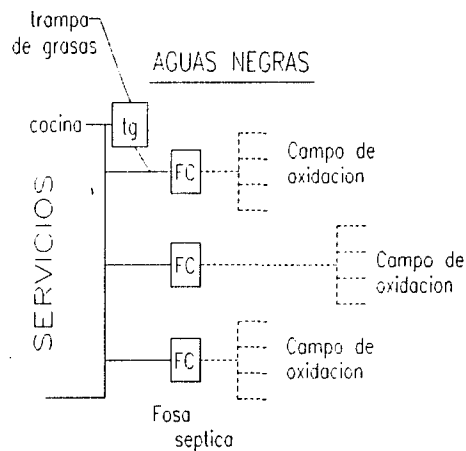 trampa
de grasas
AGUAS NEGRAS
cocina
tg
FC
Campo de
oxidacion
SERVICIOS
FC
Campo de
oxidacion
FC
Campo de
oxidacion
Fosa
septica